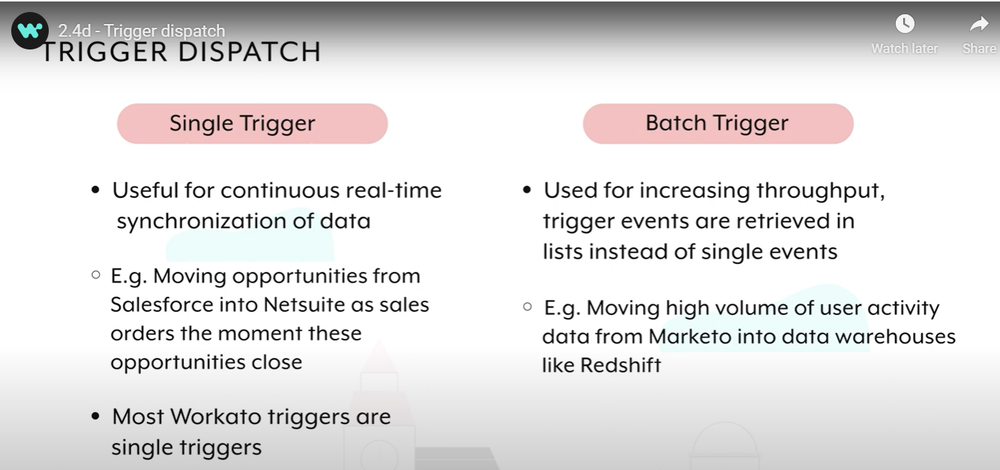 2.4d - Trigger dispatch
Watch later
Share
TRIGGER DISPATCH
Single Trigger
• Useful for continuous real-time
synchronization of data
○ E.g. Moving opportunities from
Salesforce into Netsuite as sales
orders the moment these
opportunities close
• Most Workato triggers are
single triggers
Batch Trigger
• Used for increasing throughput,
trigger events are retrieved in
lists instead of single events
○ E.g. Moving high volume of user activity
data from Marketo into data warehouses
like Redshift